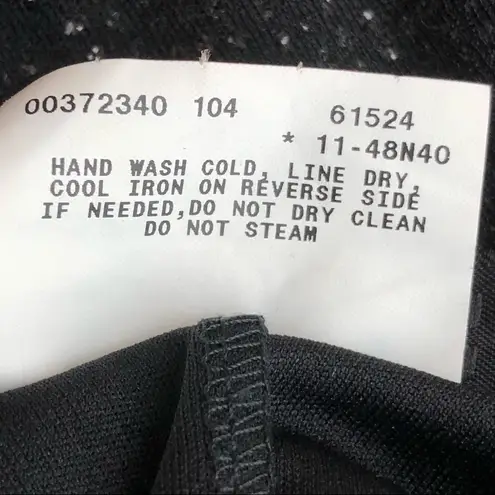 00372340 104 61524
* 11-48N40
HAND WASH COLD, LINE DRY,
COOL IRON ON REVERSE SIDE
IF NEEDED,DO NOT DRY CLEAN
DO NOT STEAM